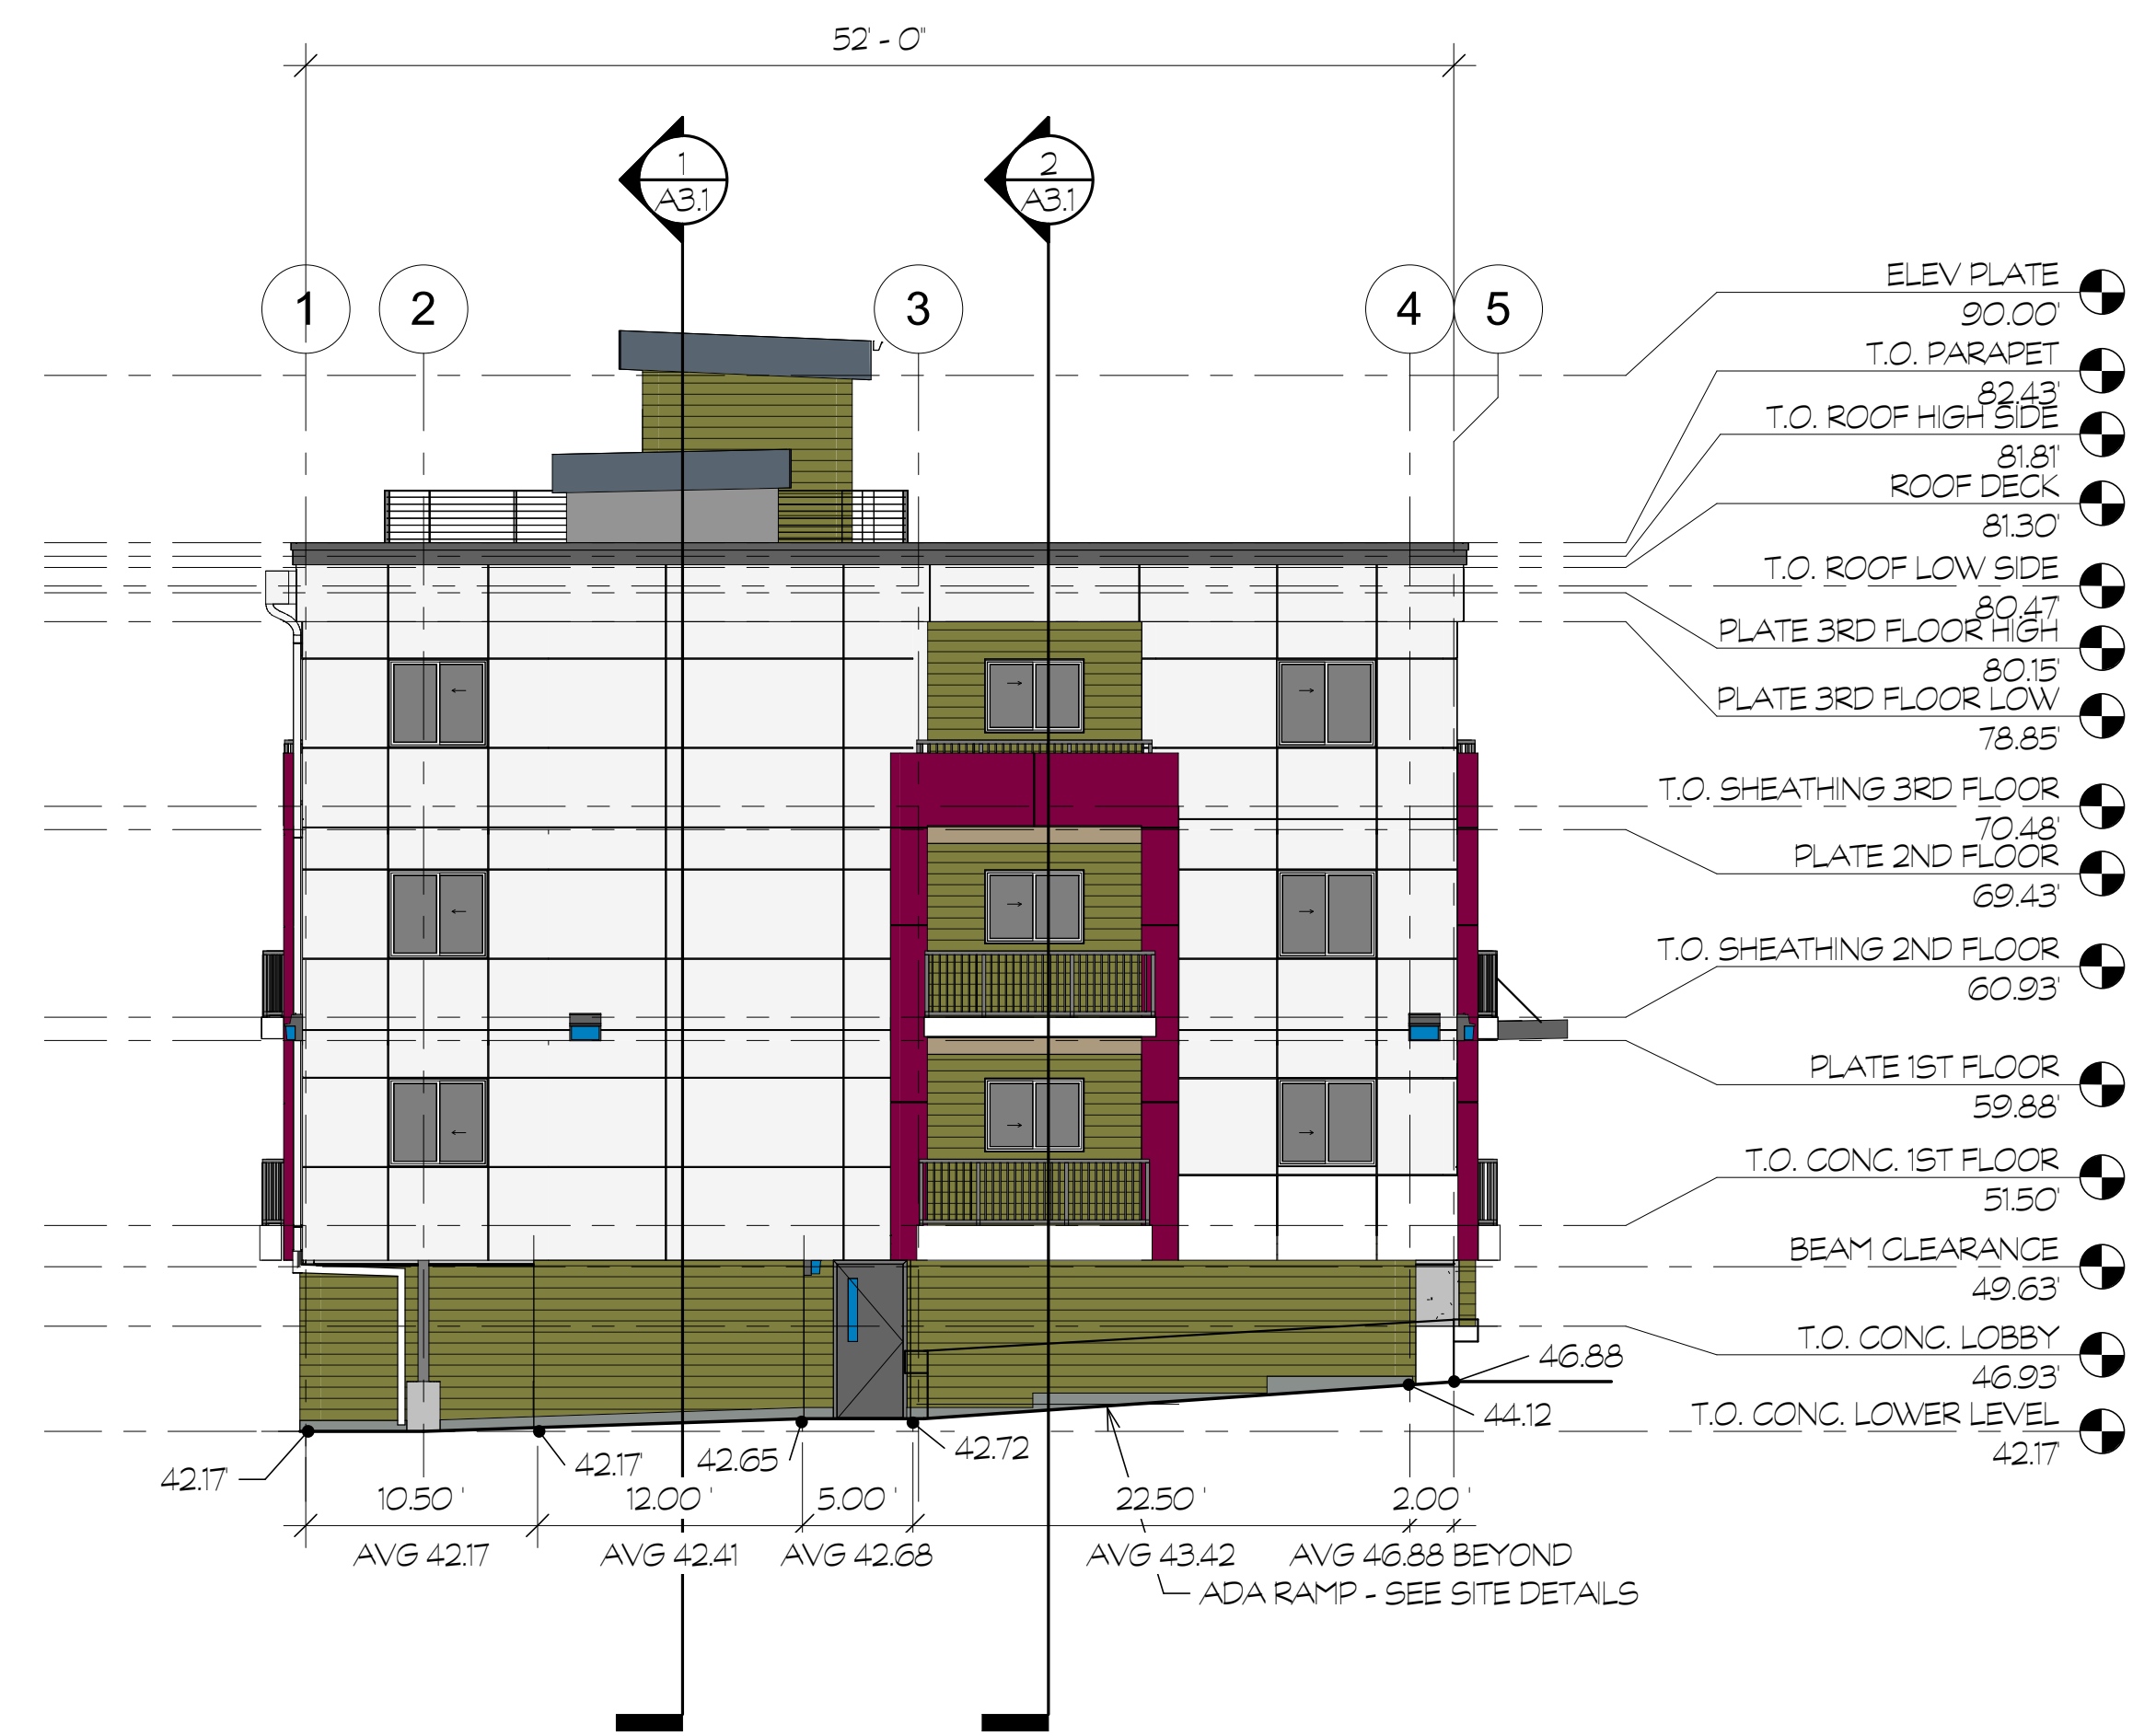 52' - 0"
1
A3.1
2
A3.1
1
2
3
4
5
ELEV PLATE
90.00'
T.O. PARAPET
82.43'
T.O. ROOF HIGH SIDE
81.81'
ROOF DECK
81.30'
T.O. ROOF LOW SIDE
80.47'
PLATE 3RD FLOOR HIGH
80.15'
PLATE 3RD FLOOR LOW
78.85'
T.O. SHEATHING 3RD FLOOR
70.48'
PLATE 2ND FLOOR
69.43'
T.O. SHEATHING 2ND FLOOR
60.93'
PLATE 1ST FLOOR
59.88'
T.O. CONC. 1ST FLOOR
51.50'
BEAM CLEARANCE
49.63'
T.O. CONC. LOBBY
46.93'
T.O. CONC. LOWER LEVEL
42.17'
46.88
44.12
42.72
42.65
42.17'
42.17'
10.50 '
12.00 '
5.00 '
22.50 '
2.00 '
AVG 42.17
AVG 42.41
AVG 42.68
AVG 43.42
AVG 46.88 BEYOND
ADA RAMP - SEE SITE DETAILS